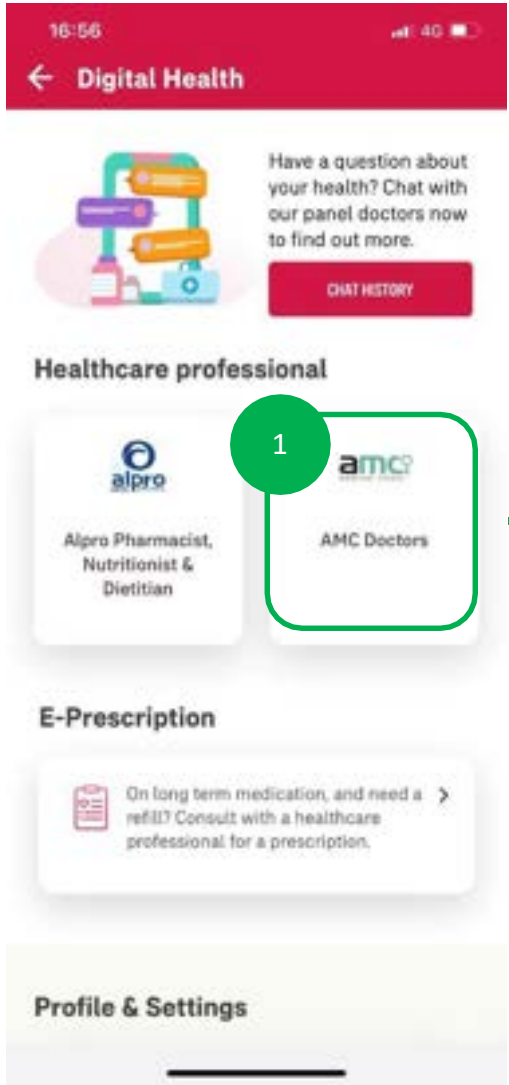 16:56
4G
Digital Health
Have a question about
your health? Chat with
our panel doctors now
to find out more.
CHAT HISTORY
Healthcare professional
alpro
Alpro Pharmacist,
Nutritionist &
Dietitian
1
amc
AMC Doctors
E-Prescription
On long term medication, and need a
refill? Consult with a healthcare
professional for a prescription.
Profile & Settings